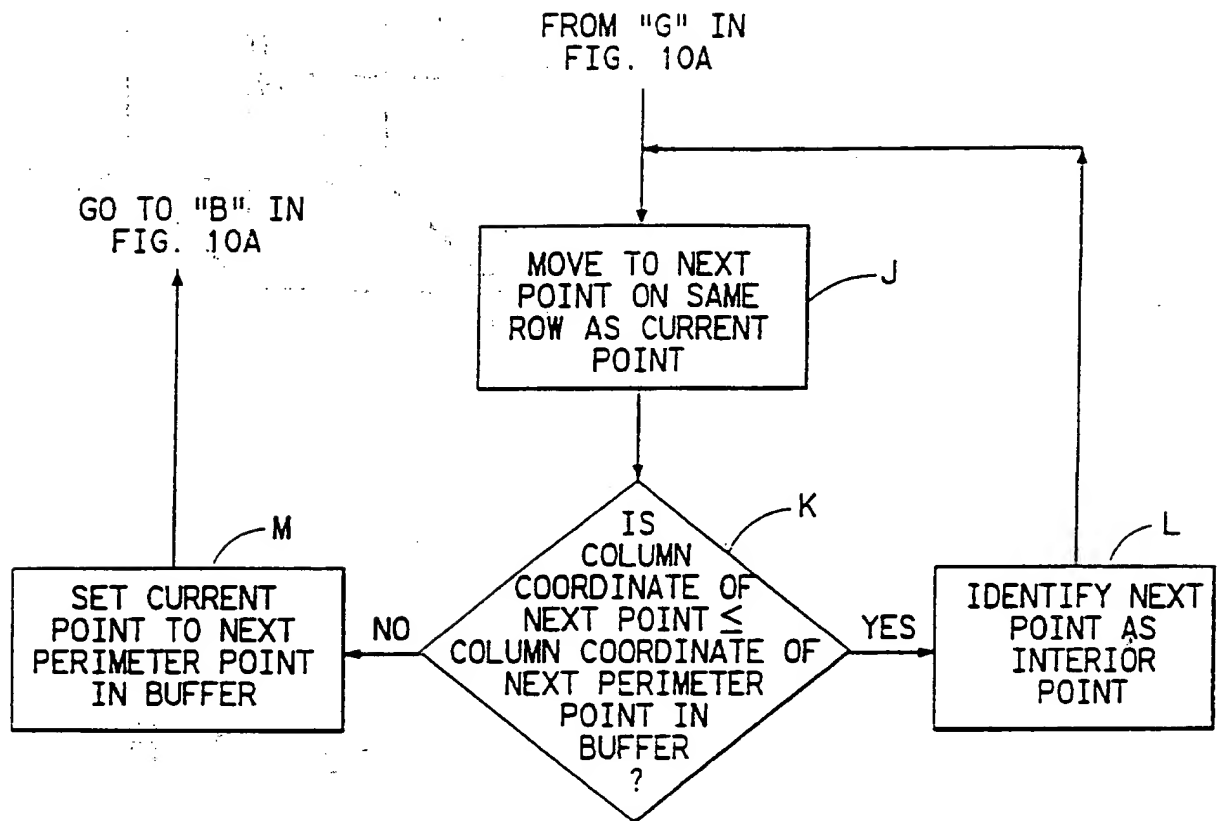 FROM "G" IN
FIG. 10A
GO TO "B" IN
FIG. 10A
MOVE TO NEXT
POINT ON SAME
ROW AS CURRENT
POINT
J
IS
COLUMN
COORDINATE OF
NEXT POINT ≤
COLUMN COORDINATE OF
NEXT PERIMETER
POINT IN
BUFFER
?
K
NO
YES
M
SET CURRENT
POINT TO NEXT
PERIMETER POINT
IN BUFFER
L
IDENTIFY NEXT
POINT AS
INTERIOR
POINT